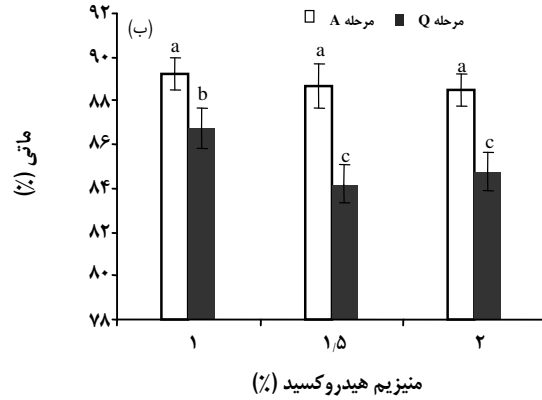 (ب)
مرحله A مرحله Q
۹۲
۹۰
۸۸
۸۶
۸۴
۸۲
۸۰
۷۸
ماتی (٪)
a
b
a
c
a
c
۱ ۱٫۵ ۲
منیزیم هیدروکسید (٪)